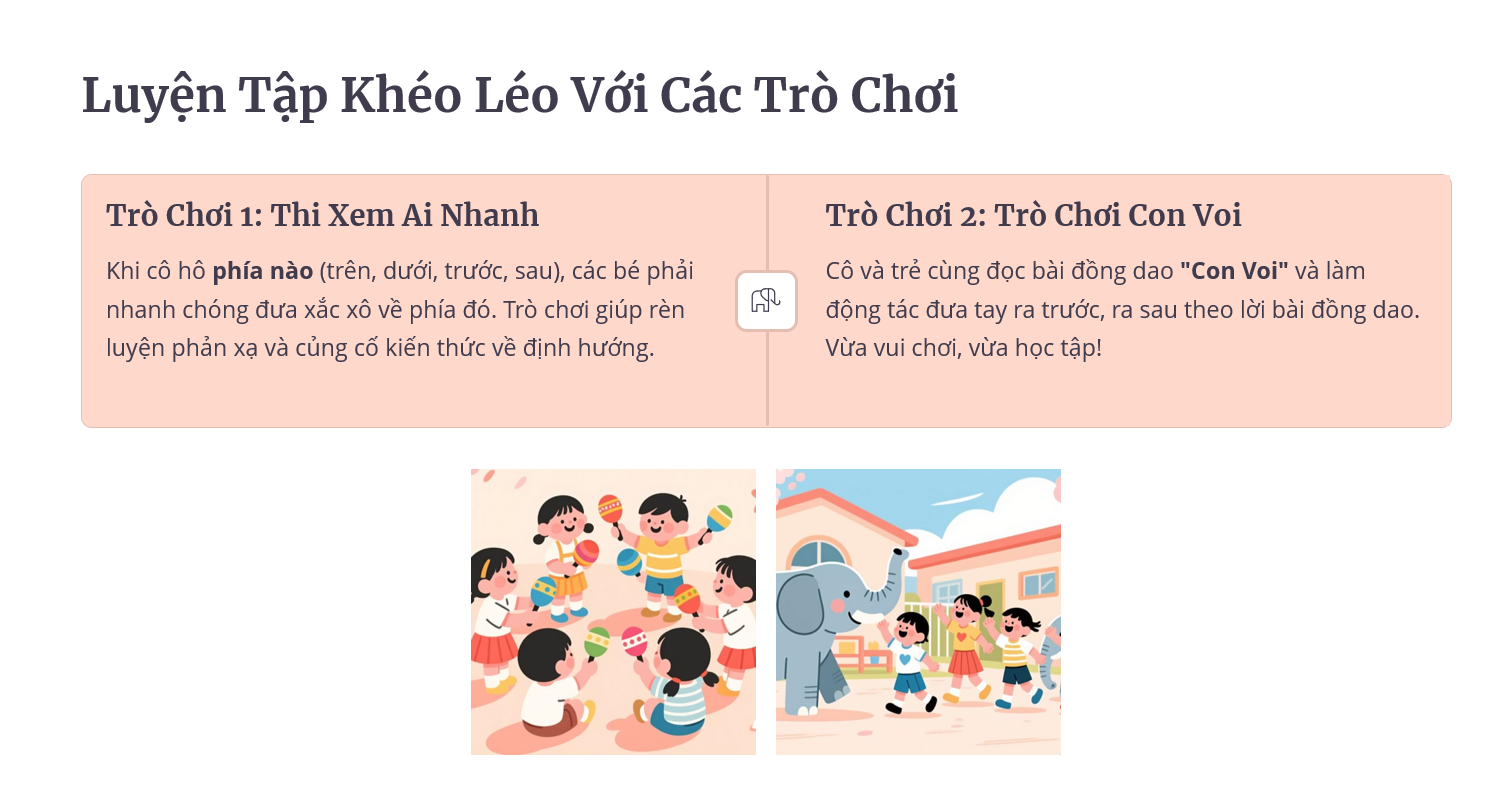 Luyện Tập Khéo Léo Với Các Trò Chơi
Trò Chơi 1: Thi Xem Ai Nhanh
Khi cô hô phía nào (trên, dưới, trước, sau), các bé phải
nhanh chóng đưa xắc xô về phía đó. Trò chơi giúp rèn
luyện phản xạ và củng cố kiến thức về định hướng.
Trò Chơi 2: Trò Chơi Con Voi
Cô và trẻ cùng đọc bài đồng dao "Con Voi" và làm
động tác đưa tay ra trước, ra sau theo lời bài đồng dao.
Vừa vui chơi, vừa học tập!